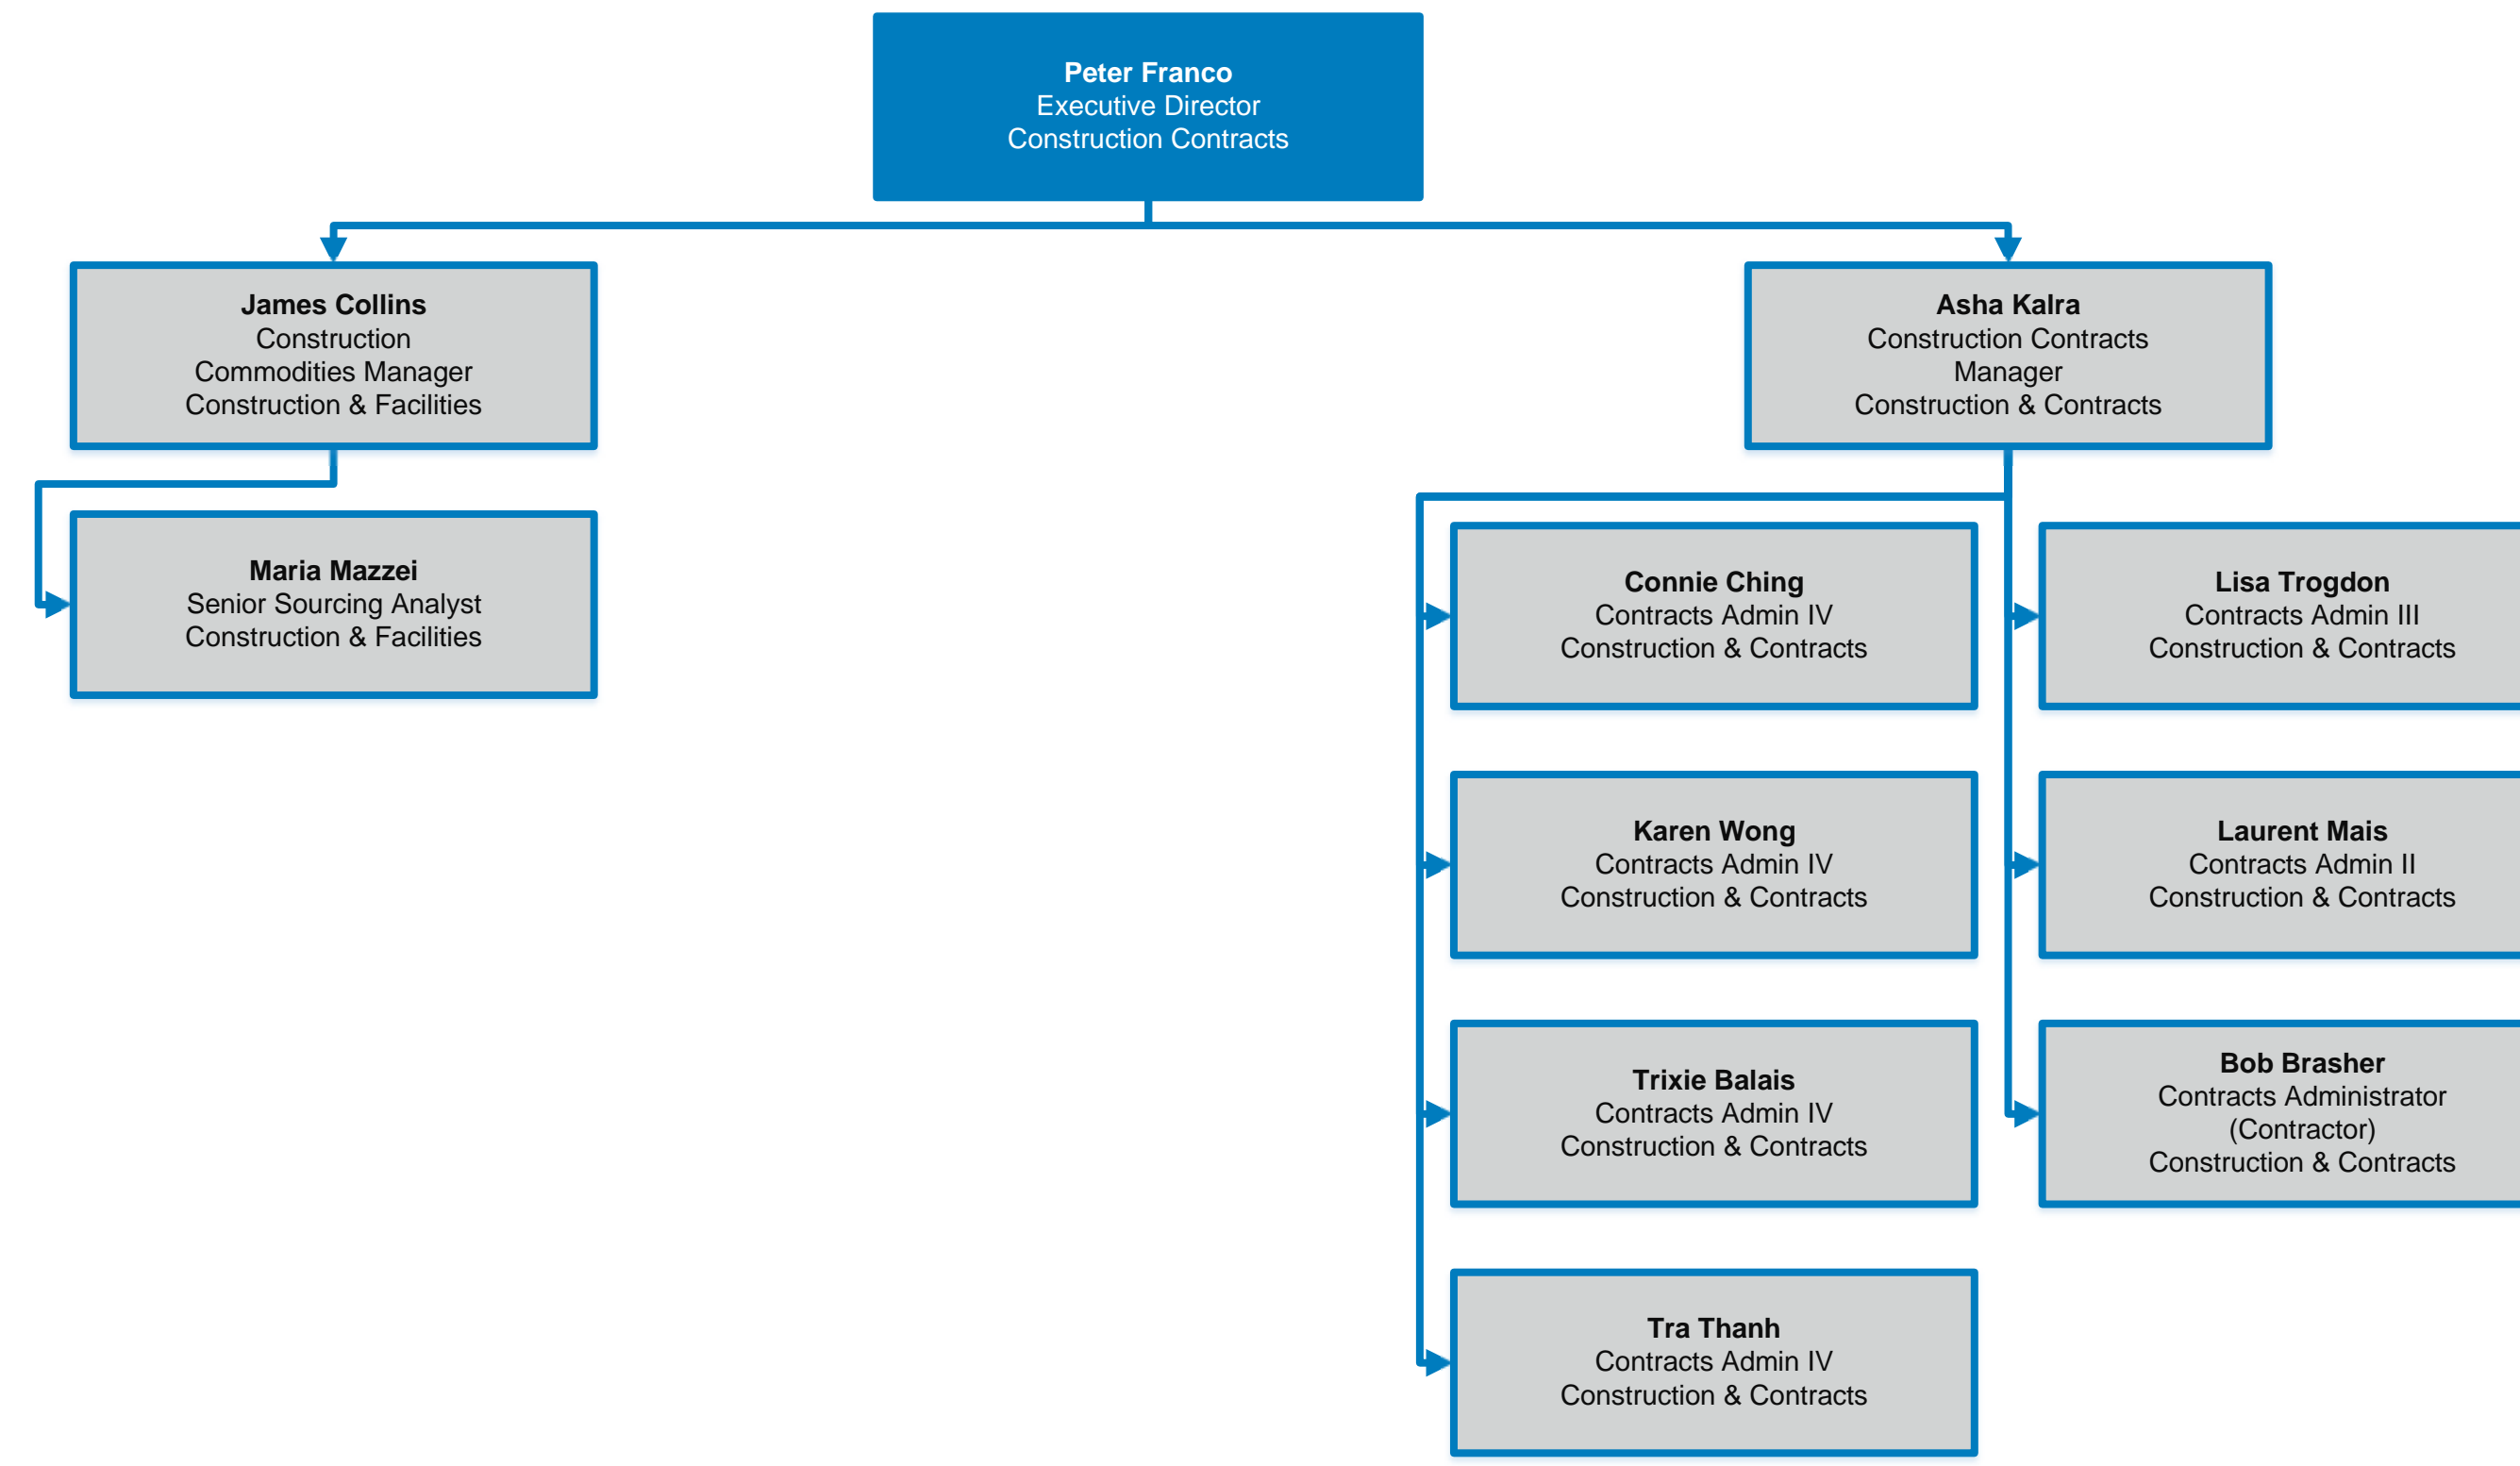 Peter Franco
Executive Director
Construction Contracts
James Collins
Construction
Commodities Manager
Construction & Facilities
Asha Kalra
Construction Contracts
Manager
Construction & Contracts
Maria Mazzei
Senior Sourcing Analyst
Construction & Facilities
Connie Ching
Contracts Admin IV
Construction & Contracts
Lisa Trogdon
Contracts Admin III
Construction & Contracts
Karen Wong
Contracts Admin IV
Construction & Contracts
Laurent Mais
Contracts Admin II
Construction & Contracts
Trixie Balais
Contracts Admin IV
Construction & Contracts
Bob Brasher
Contracts Administrator
(Contractor)
Construction & Contracts
Tra Thanh
Contracts Admin IV
Construction & Contracts